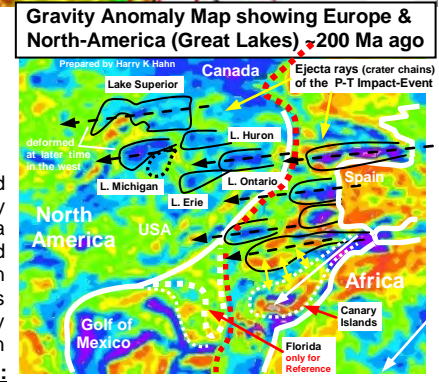 Gravity Anomaly Map showing Europe &
North-America (Great Lakes) ~200 Ma ago
Prepared by Harry K Hahn
Canada
Ejecta rays (crater chains)
of the P-T Impact-Event
Lake Superior
deformed
at later time
in the west
L. Huron
L. Michigan
L. Erie
L. Ontario
Spain
North
America
USA
Africa
Canary
Islands
Gulf of
Mexico
Florida
only for
Reference
: